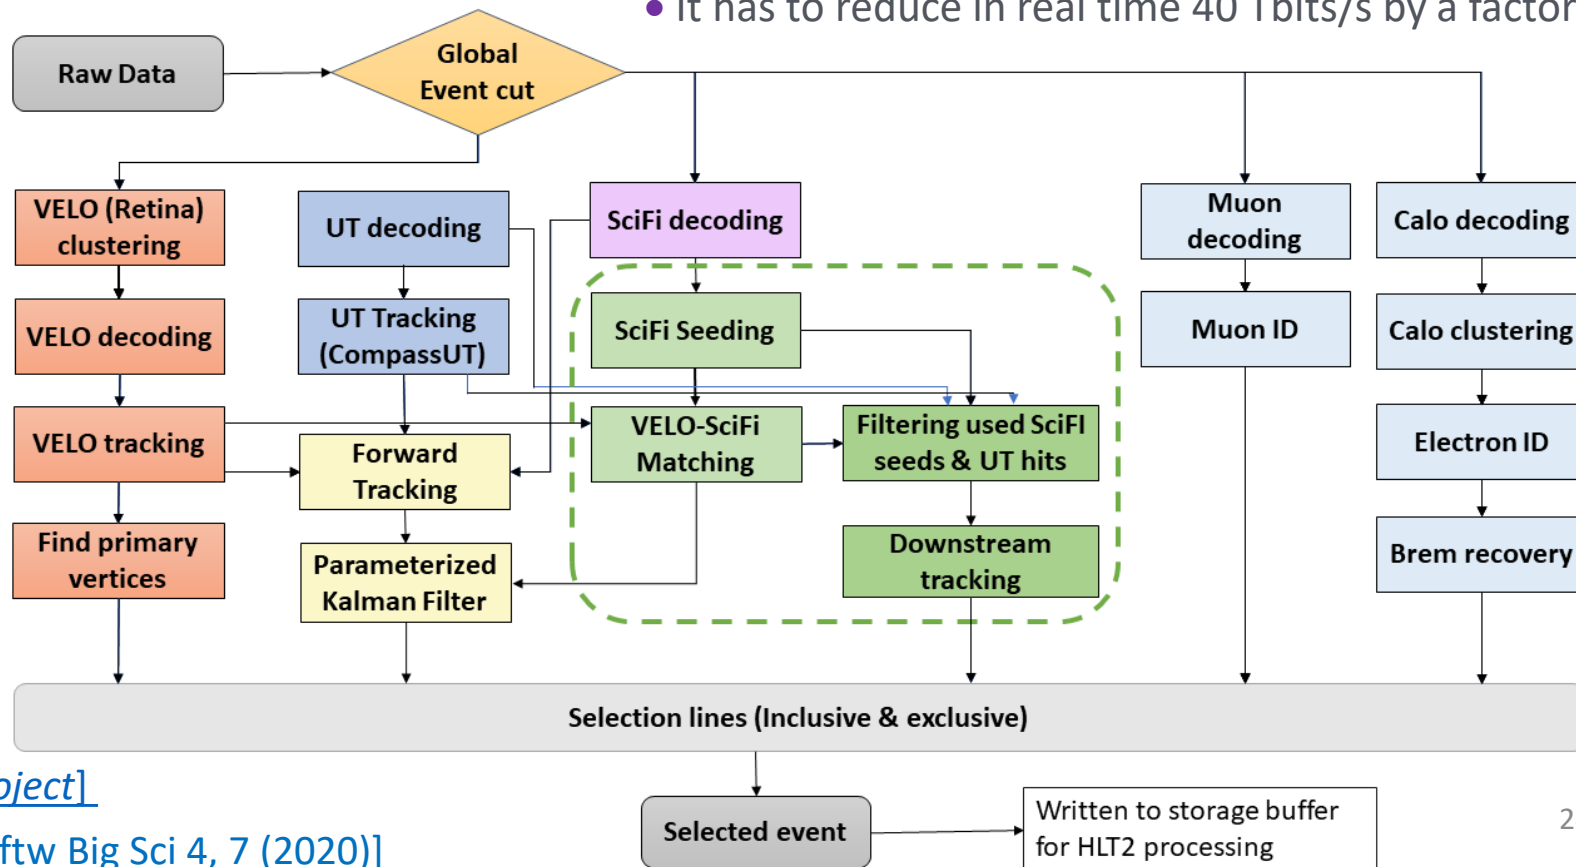 • It has to reduce in real time 40 Tbits/s by a factor
Raw Data
Global
Event cut
VELO (Retina)
clustering
UT decoding
SciFi decoding
Muon
decoding
Calo decoding
VELO decoding
UT Tracking
(CompassUT)
SciFi Seeding
Muon ID
Calo clustering
VELO tracking
Forward
Tracking
VELO-SciFi
Matching
Filtering used SciFI
seeds & UT hits
Electron ID
Find primary
vertices
Parameterized
Kalman Filter
Downstream
tracking
Brem recovery
Selection lines (Inclusive & exclusive)
oject]
Selected event
Written to storage buffer
for HLT2 processing
2
ftw Big Sci 4, 7 (2020)]